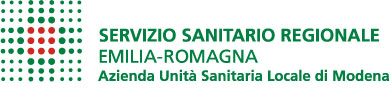 SERVIZIO SANITARIO REGIONALE
EMILIA-ROMAGNA
Azienda Unità Sanitaria Locale di Modena